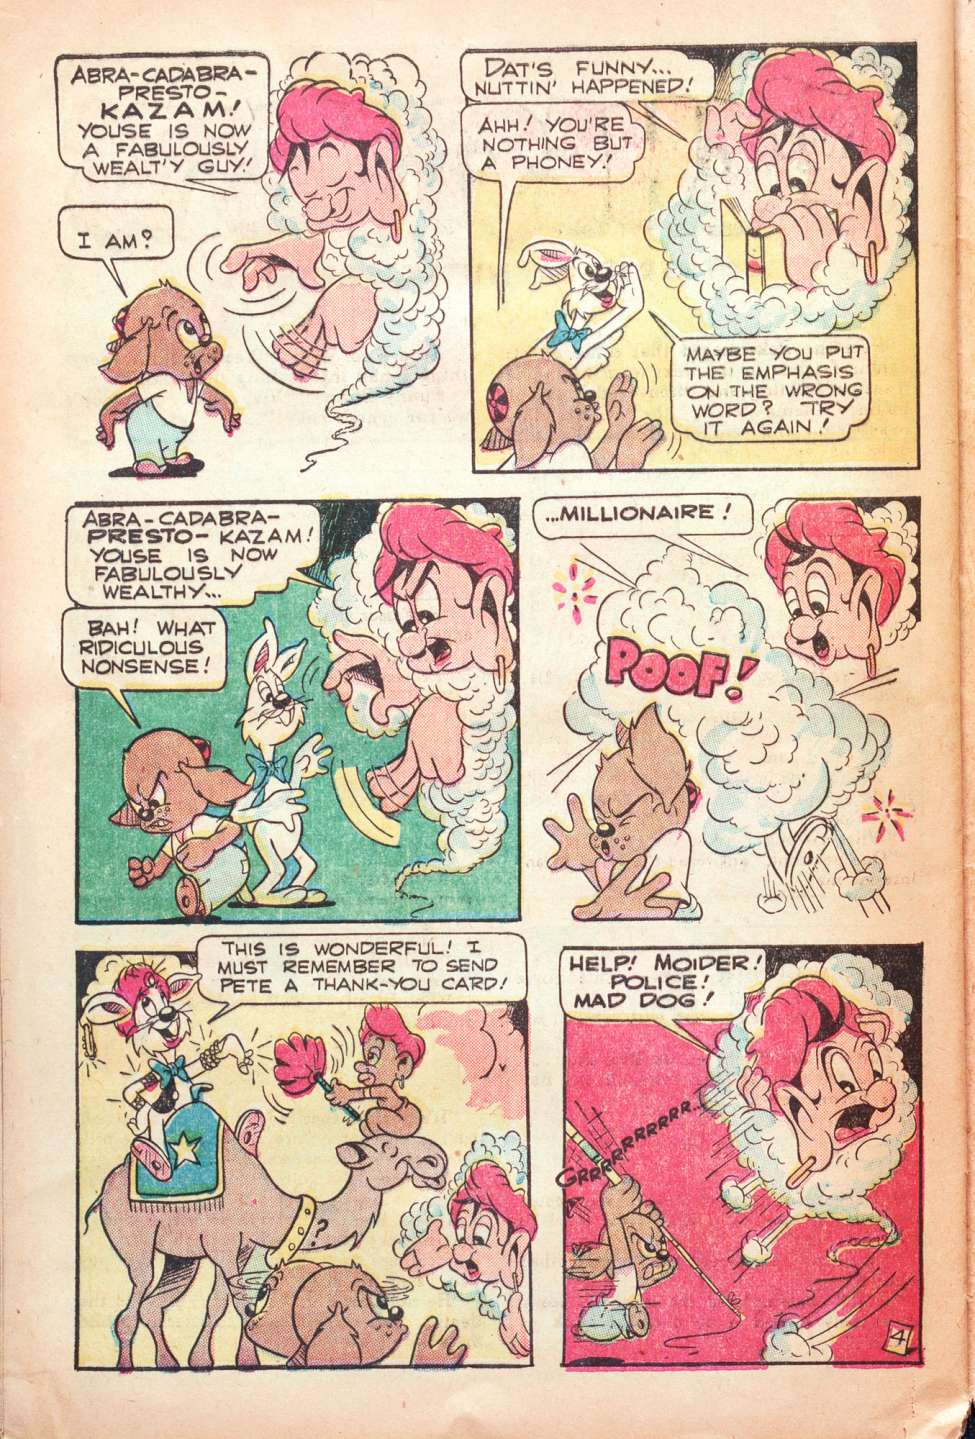 ABRA-CADABRA-
PRESTO-
KAZAM!
YOUSE IS NOW
A FABULOUSLY
WEALT'Y GUY!
I AM?
DAT'S FUNNY...
NUTTIN' HAPPENED!
AHH! YOU'RE
NOTHING BUT
A PHONEY!
MAYBE YOU PUT
THE EMPHASIS
ON THE WRONG
WORD? TRY
IT AGAIN!
ABRA-CADABRA-
PRESTO-KAZAM!
YOUSE IS NOW
FABULOUSLY
WEALTHY...
BAH! WHAT
RIDICULOUS
NONSENSE!
...MILLIONAIRE!
POOF!
THIS IS WONDERFUL! I
MUST REMEMBER TO SEND
PETE A THANK-YOU CARD!
?
HELP! MOIDER!
POLICE!
MAD DOG!
GRRRRRRRRRR...
4